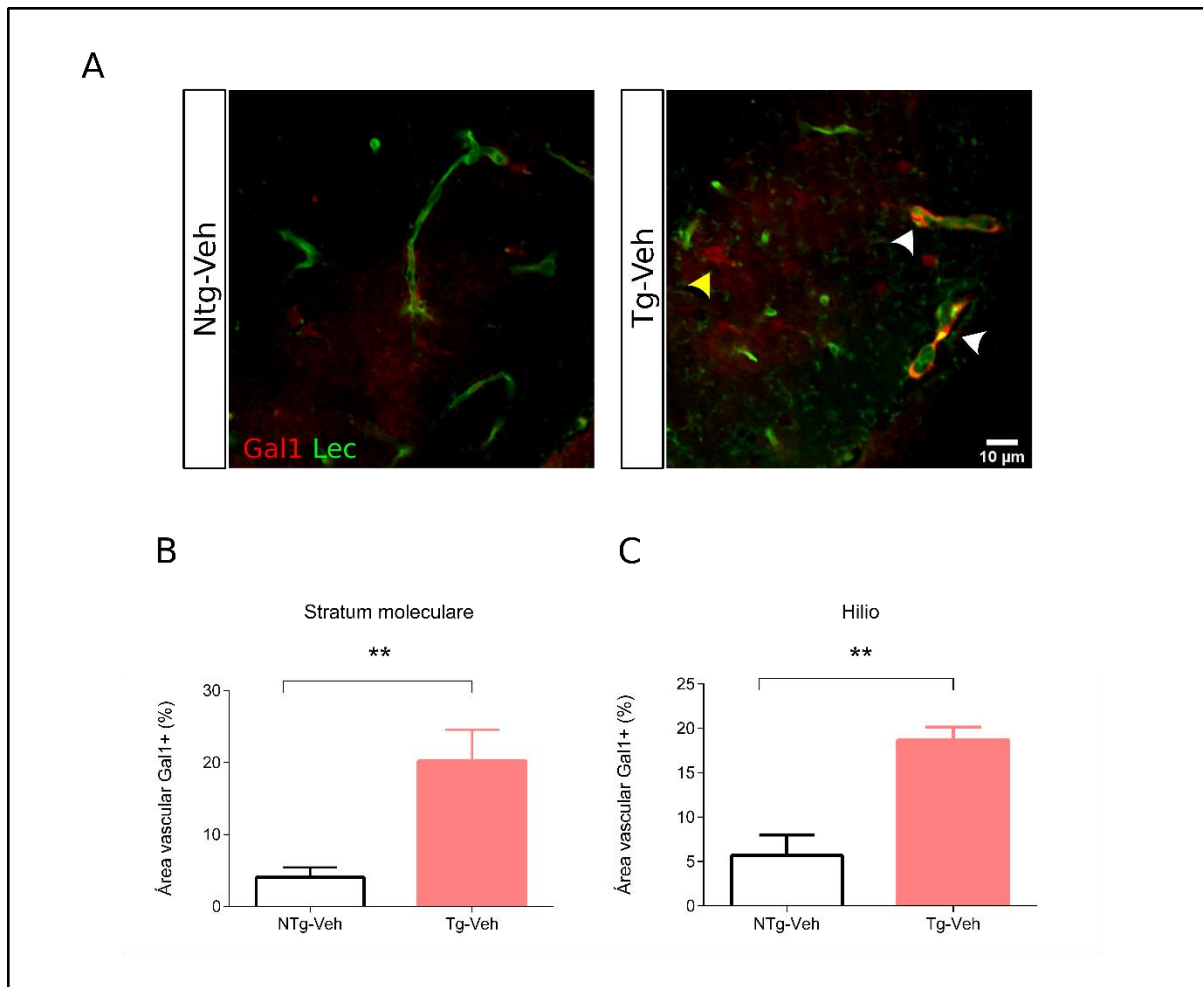 A
Ntg-Veh
Gal1 Lec
Tg-Veh
10 µm
B
Stratum moleculare
**
Área vascular Gal1+ (%)
30
20
10
0
NTg-Veh
Tg-Veh
C
Hilio
**
Área vascular Gal1+ (%)
25
20
15
10
5
0
NTg-Veh
Tg-Veh